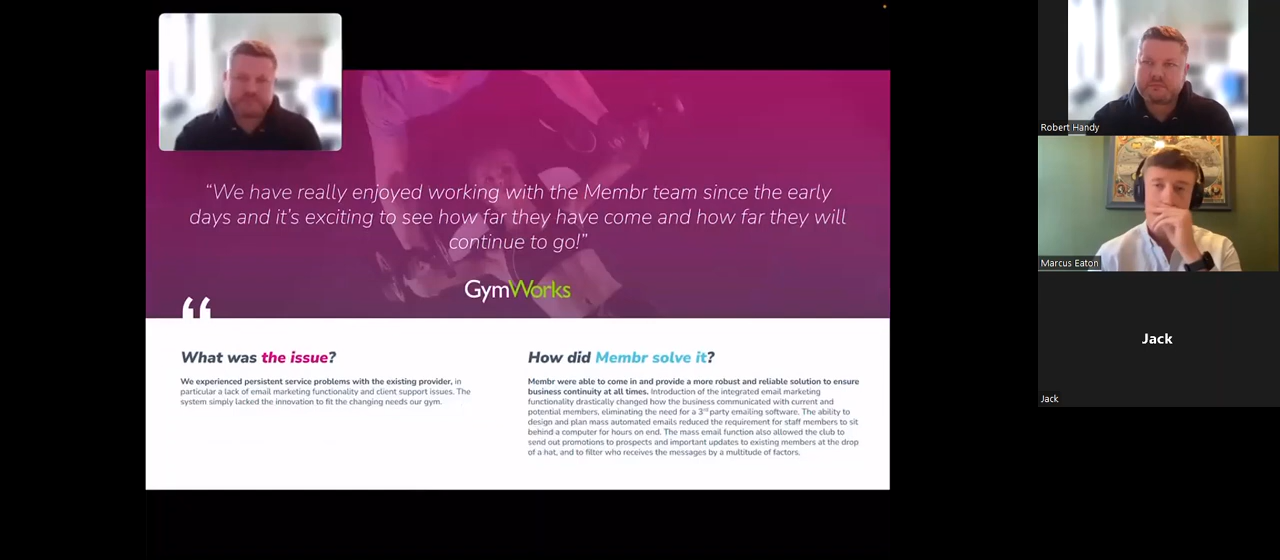 “We have really enjoyed working with the Membr team since the early
days and it’s exciting to see how far they have come and how far they will
continue to go!”
GymWorks
“
What was the issue?
We experienced persistent service problems with the existing provider, in
particular a lack of email marketing functionality and client support issues. The
system simply lacked the innovation to fit the changing needs our gym.
How did Membr solve it?
Membr were able to come in and provide a more robust and reliable solution to ensure
business continuity at all times. Introduction of the integrated email marketing
functionality drastically changed how the business communicated with current and
potential members, eliminating the need for a 3rd party emailing software. The ability to
design and plan mass automated emails reduced the requirement for staff members to sit
behind a computer for hours on end. The mass email function also allowed the club to
send out promotions to prospects and important updates to existing members at the drop
of a hat, and to filter who receives the messages by a multitude of factors.
Robert Handy
Marcus Eaton
Jack
Jack